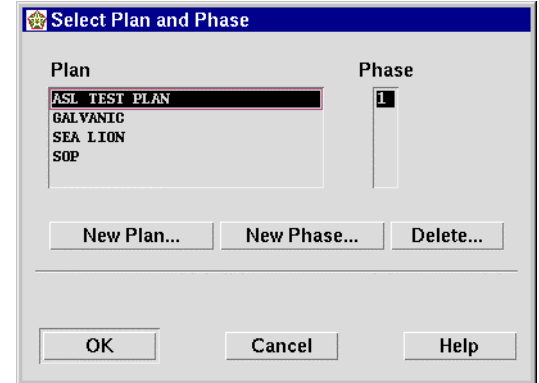 Select Plan and Phase
Plan Phase
ASL TEST PLAN 1
GALVANIC
SEA LION
SOP
New Plan... New Phase... Delete...
OK Cancel Help